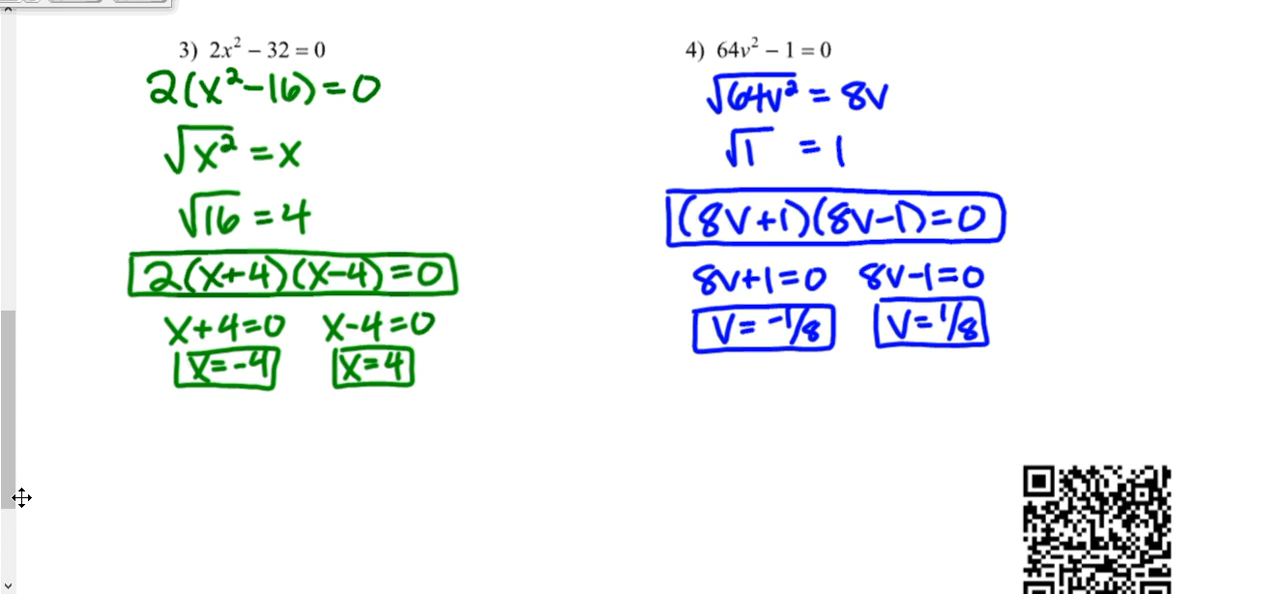 3) 2x² − 32 = 0
2(x²−16)=0
√x² = x
√16 = 4
2(x+4)(x−4)=0
x+4=0 x−4=0
x=−4 x=4
4) 64v² − 1 = 0
√64v² = 8v
√1 = 1
(8v+1)(8v−1)=0
8v+1=0 8v−1=0
v=−1/8 v=1/8